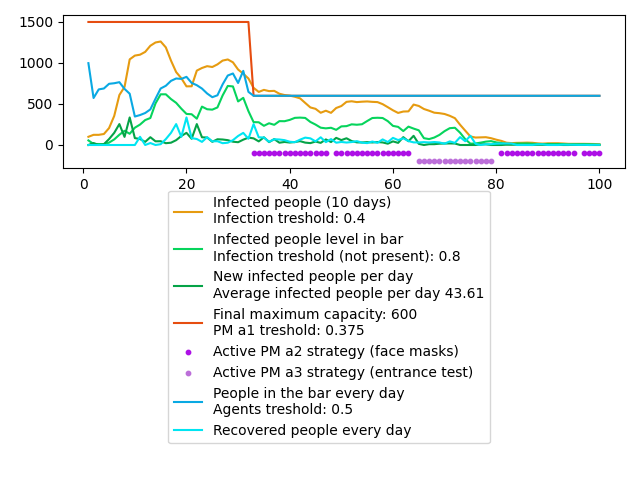 1500
1000
500
0
0
20
40
60
80
100
Infected people (10 days)
Infection treshold: 0.4
Infected people level in bar
Infection treshold (not present): 0.8
New infected people per day
Average infected people per day 43.61
Final maximum capacity: 600
PM a1 treshold: 0.375
Active PM a2 strategy (face masks)
Active PM a3 strategy (entrance test)
People in the bar every day
Agents treshold: 0.5
Recovered people every day